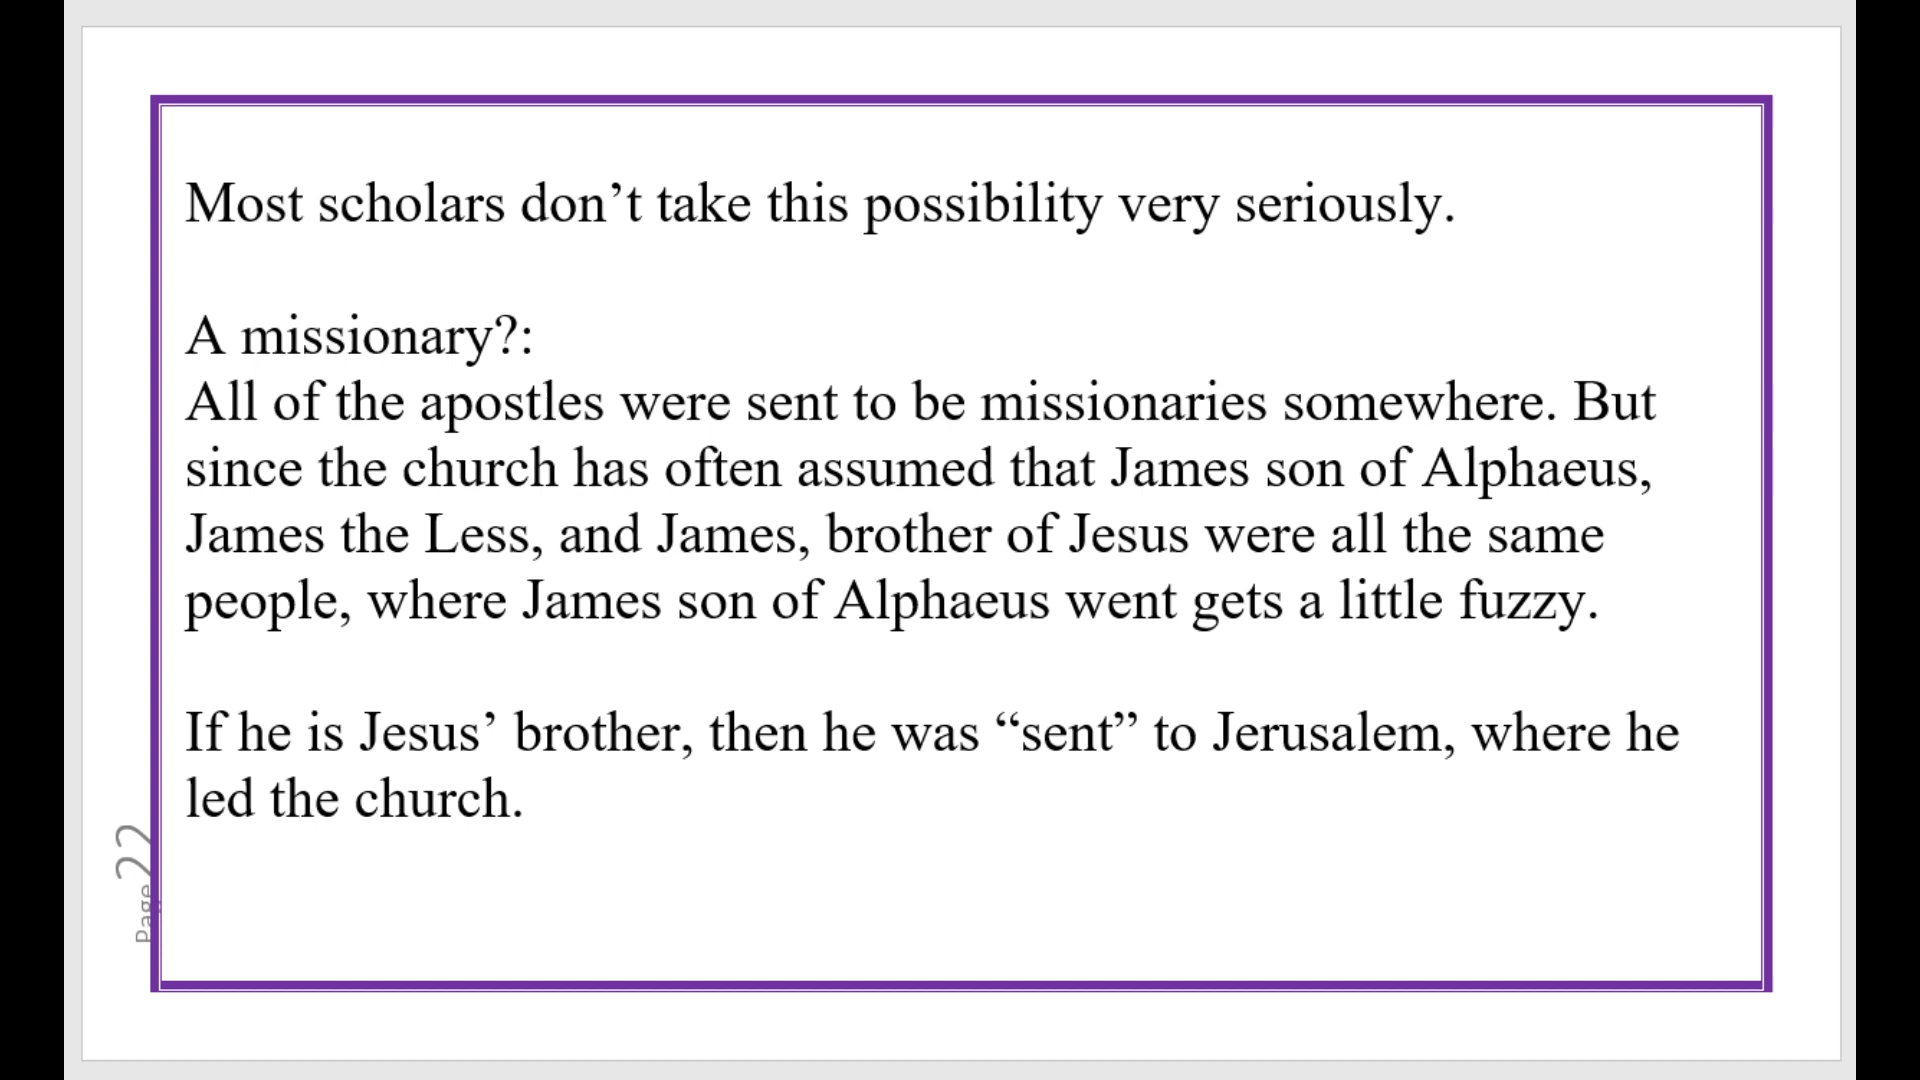 Most scholars don’t take this possibility very seriously.
A missionary?:
All of the apostles were sent to be missionaries somewhere. But
since the church has often assumed that James son of Alphaeus,
James the Less, and James, brother of Jesus were all the same
people, where James son of Alphaeus went gets a little fuzzy.
If he is Jesus’ brother, then he was “sent” to Jerusalem, where he
led the church.
Page 22